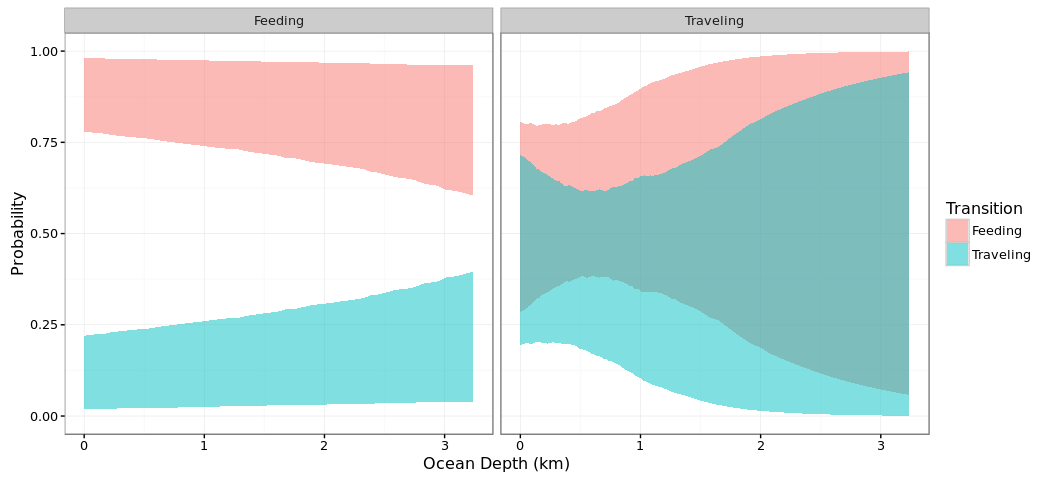 Feeding
Traveling
1.00
0.75
0.50
0.25
0.00
Probability
0 1 2 3
0 1 2 3
Ocean Depth (km)
Transition
Feeding
Traveling